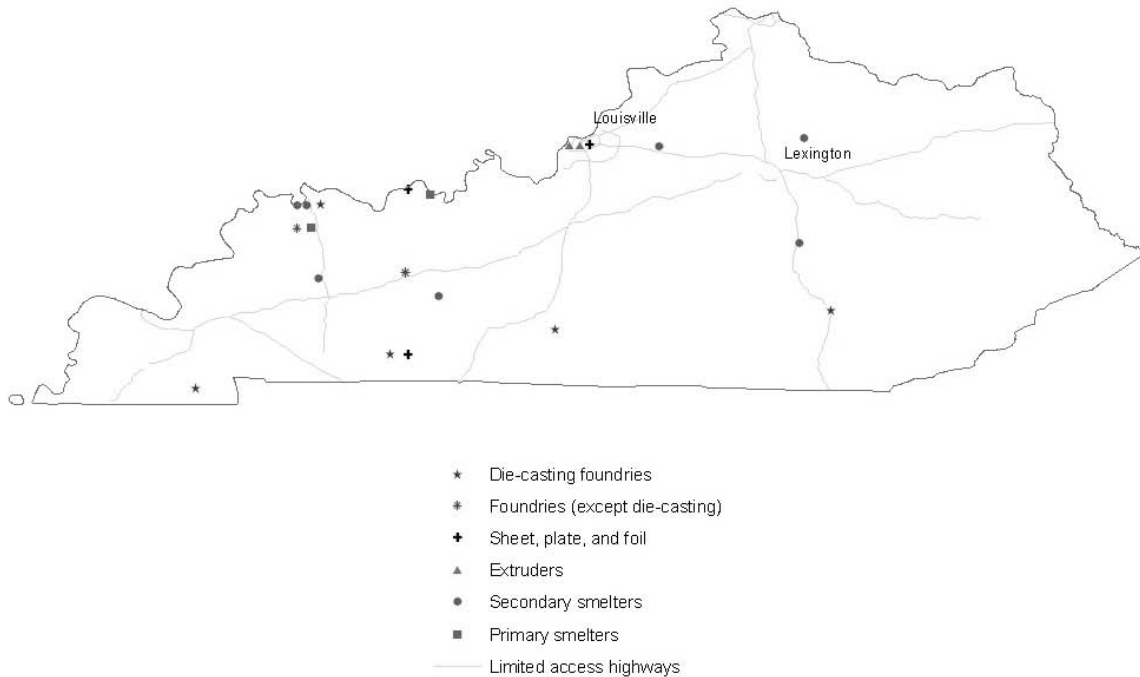 Louisville
Lexington
Die-casting foundries
Foundries (except die-casting)
Sheet, plate, and foil
Extruders
Secondary smelters
Primary smelters
Limited access highways